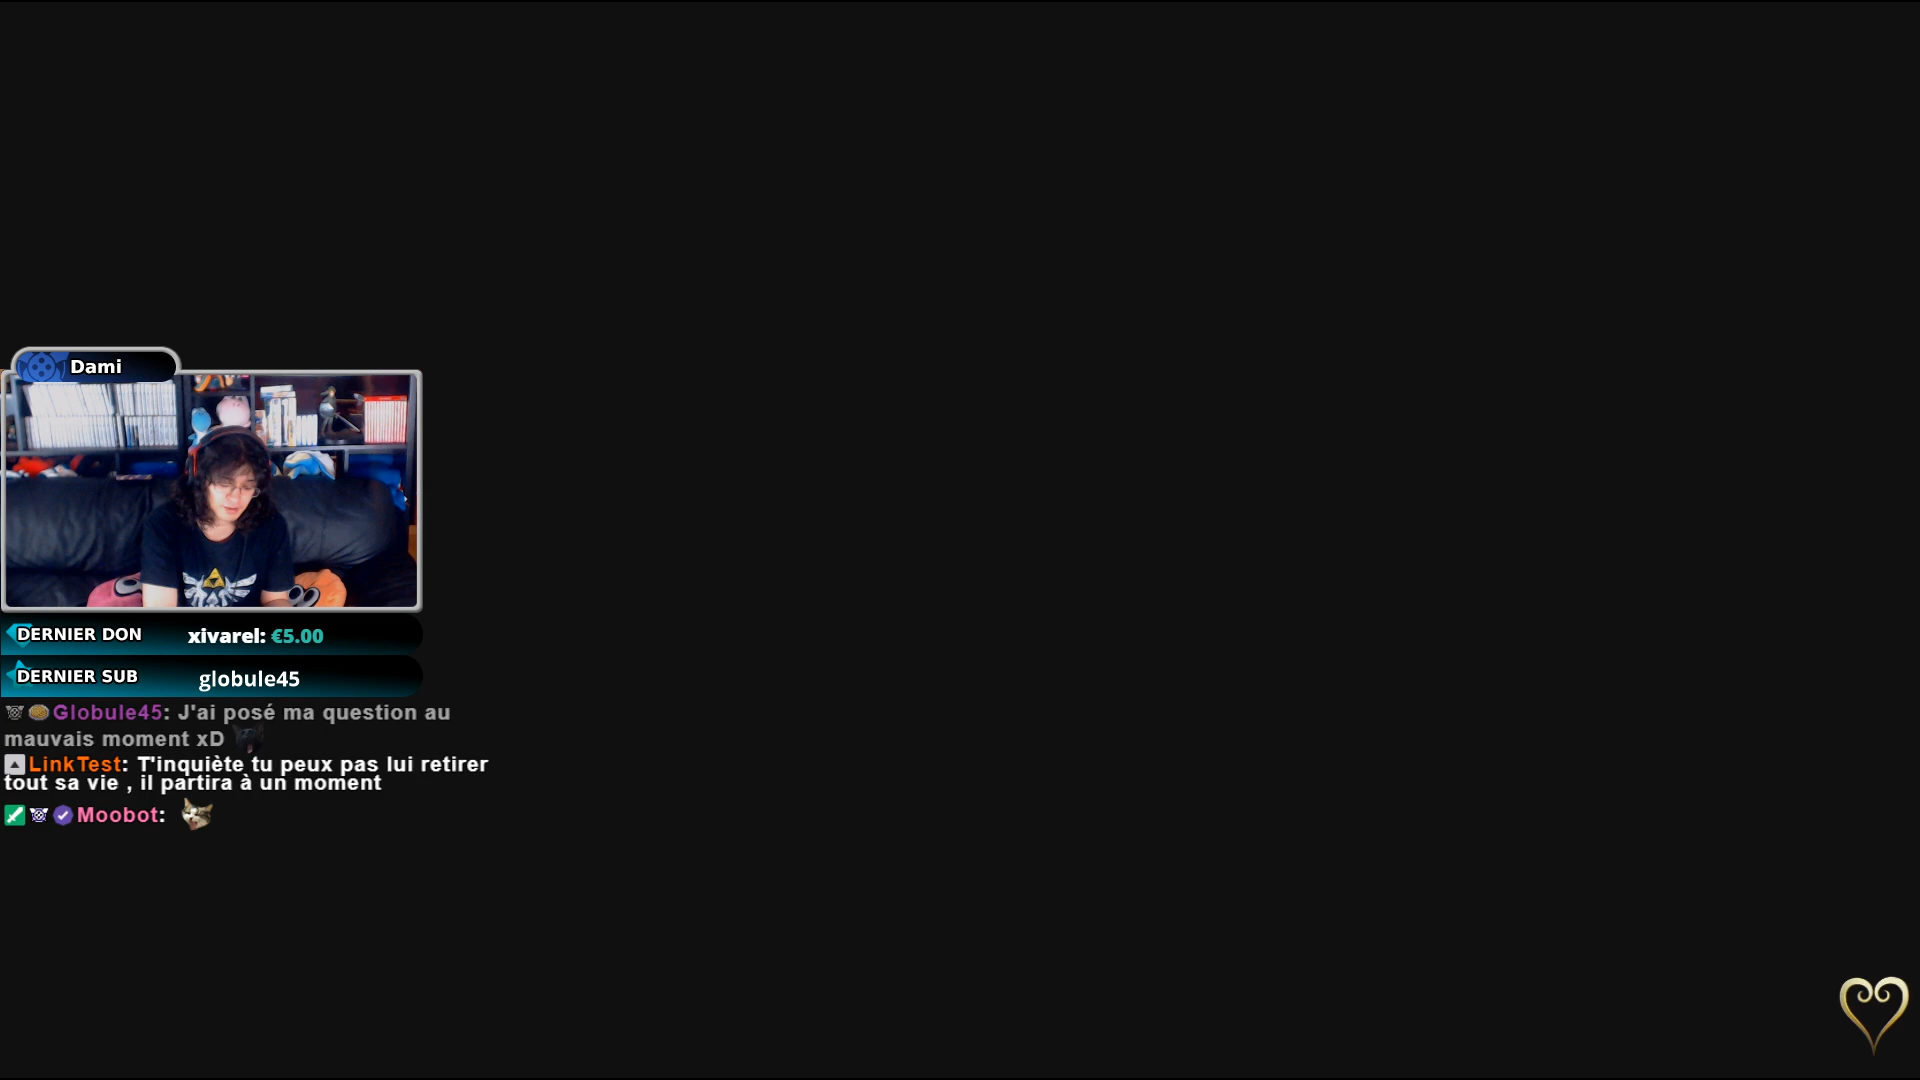 Dami
DERNIER DON xivarel: €5.00
DERNIER SUB globule45
Globule45: J'ai posé ma question au
mauvais moment xD
LinkTest: T'inquiète tu peux pas lui retirer
tout sa vie , il partira à un moment
Moobot: